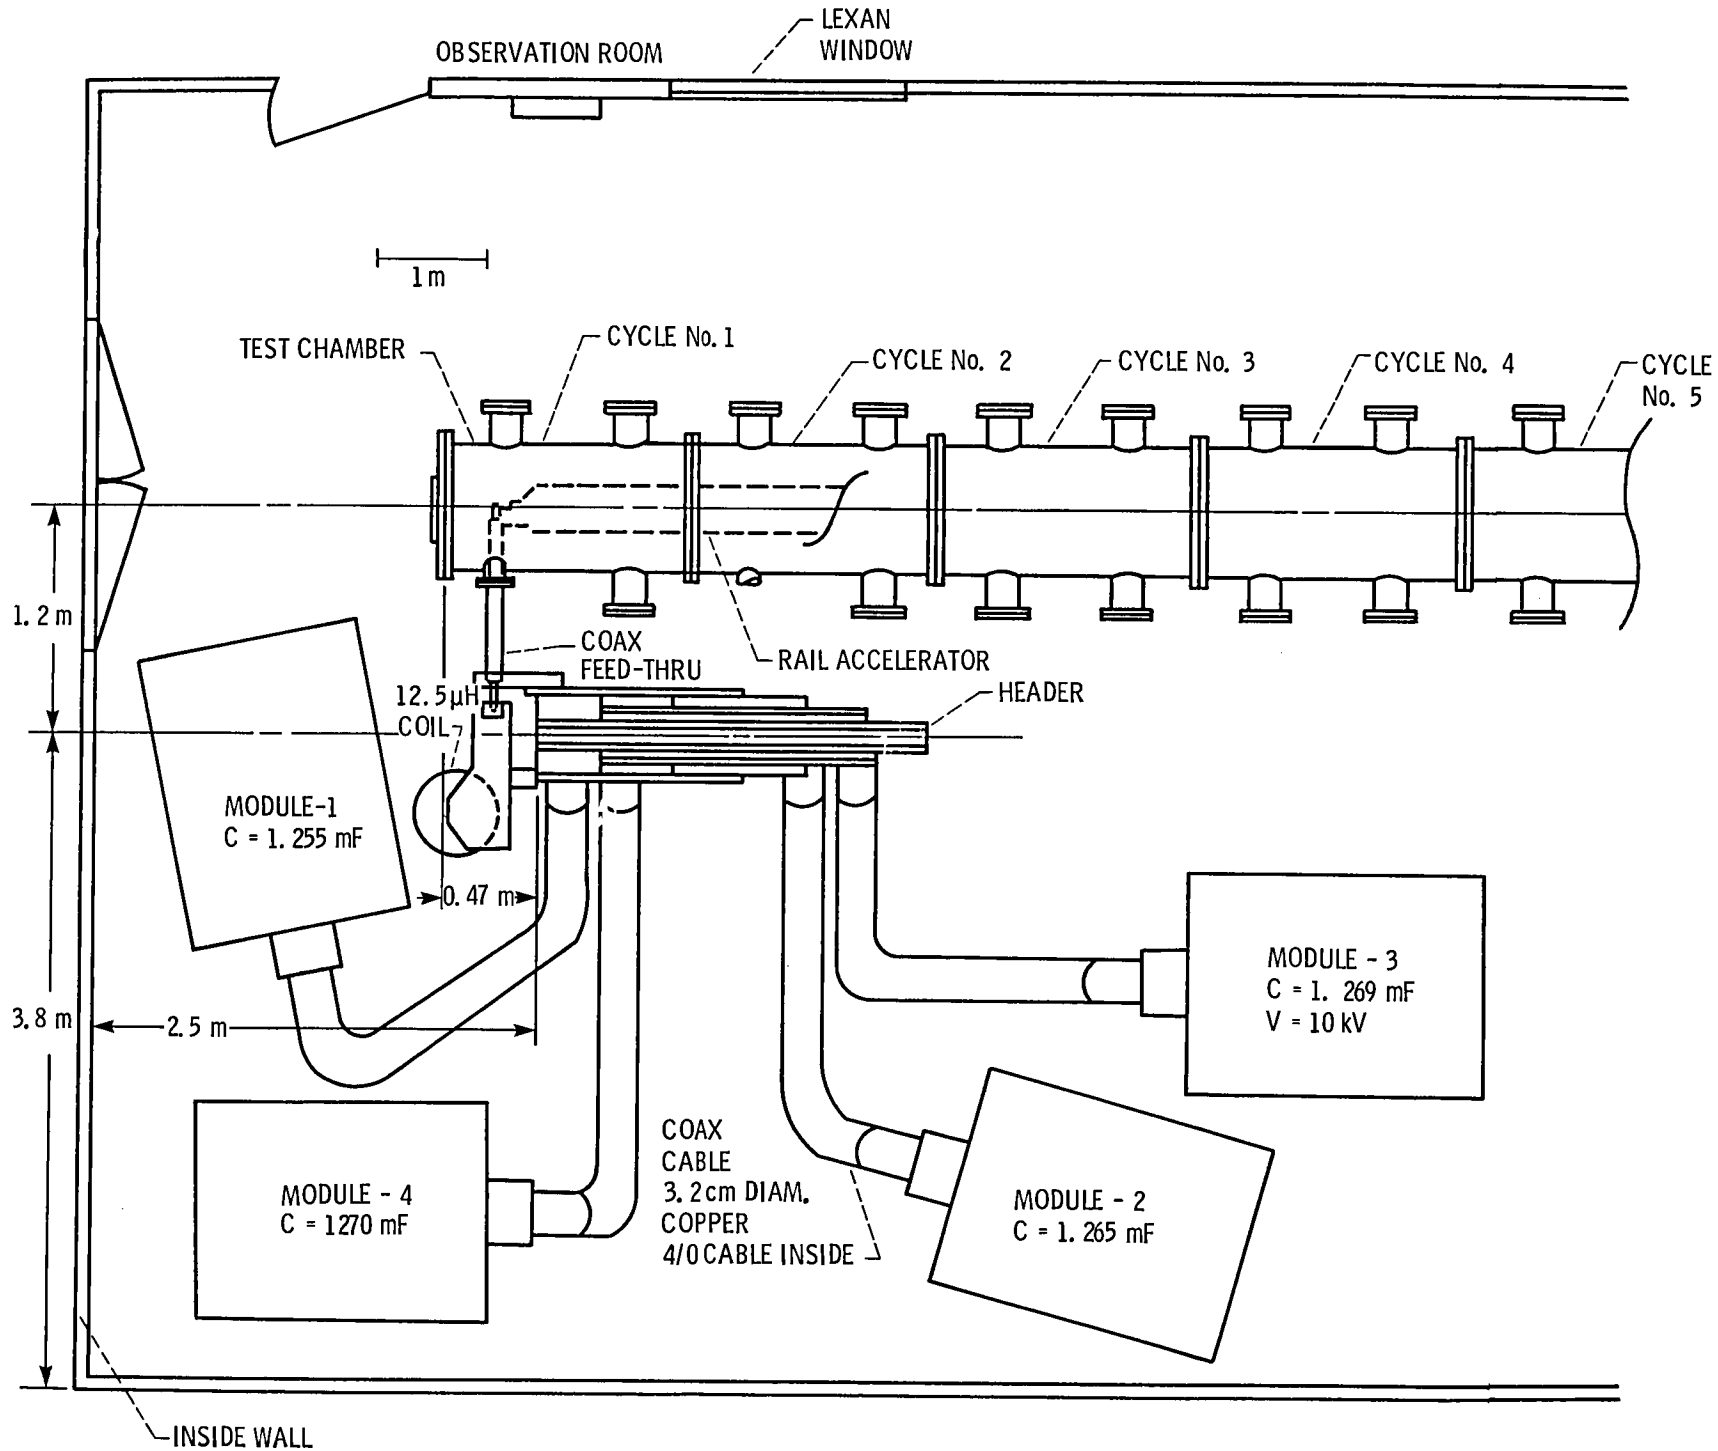 LEXAN
WINDOW
OBSERVATION ROOM
1 m
TEST CHAMBER
CYCLE No. 1
CYCLE No. 2
CYCLE No. 3
CYCLE No. 4
CYCLE
No. 5
1.2 m
COAX
FEED-THRU
RAIL ACCELERATOR
12.5 µH
COIL
HEADER
MODULE-1
C = 1. 255 mF
0.47 m
MODULE - 3
C = 1. 269 mF
V = 10 kV
3.8 m
2.5 m
COAX
CABLE
3. 2 cm DIAM.
COPPER
4/0 CABLE INSIDE
MODULE - 4
C = 1270 mF
MODULE - 2
C = 1. 265 mF
INSIDE WALL